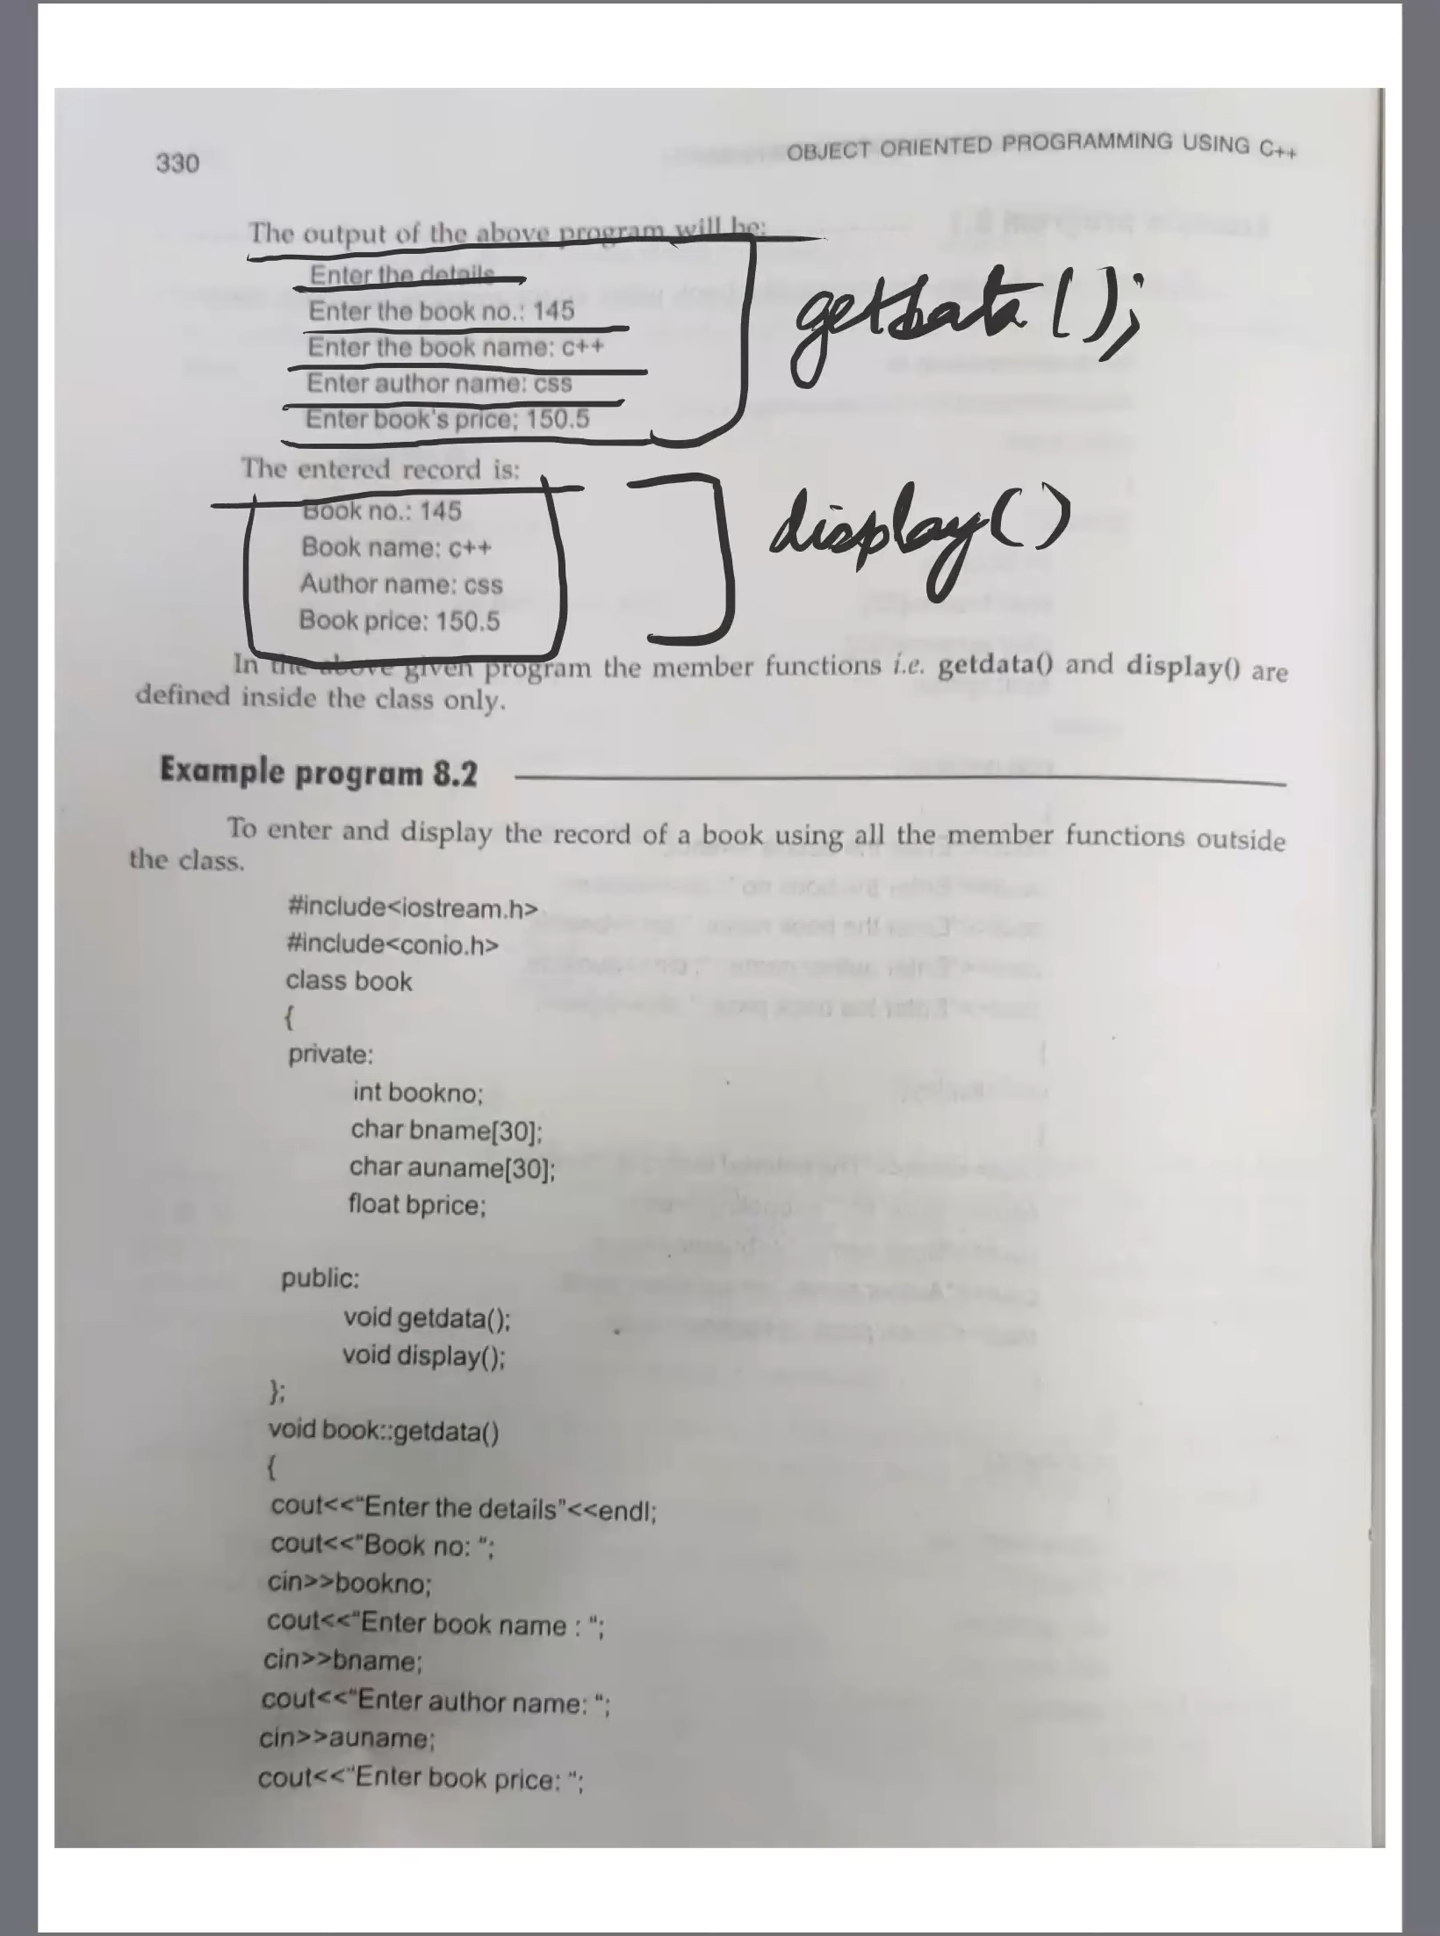 330
OBJECT ORIENTED PROGRAMMING USING C++
The output of the above program will be:
Enter the details
Enter the book no.: 145
getdata();
Enter the book name: c++
Enter author name: css
Enter book's price; 150.5
The entered record is:
Book no.: 145
display()
Book name: c++
Author name: css
Book price: 150.5
In the above given program the member functions i.e. getdata() and display() are
defined inside the class only.
Example program 8.2
To enter and display the record of a book using all the member functions outside
the class.
#include<iostream.h>
#include<conio.h>
class book
{
private:
int bookno;
char bname[30];
char auname[30];
float bprice;
public:
void getdata();
void display();
};
void book::getdata()
{
cout<<"Enter the details"<<endl;
cout<<"Book no: ";
cin>>bookno;
cout<<"Enter book name : ";
cin>>bname;
cout<<"Enter author name: ";
cin>>auname;
cout<<"Enter book price: ";